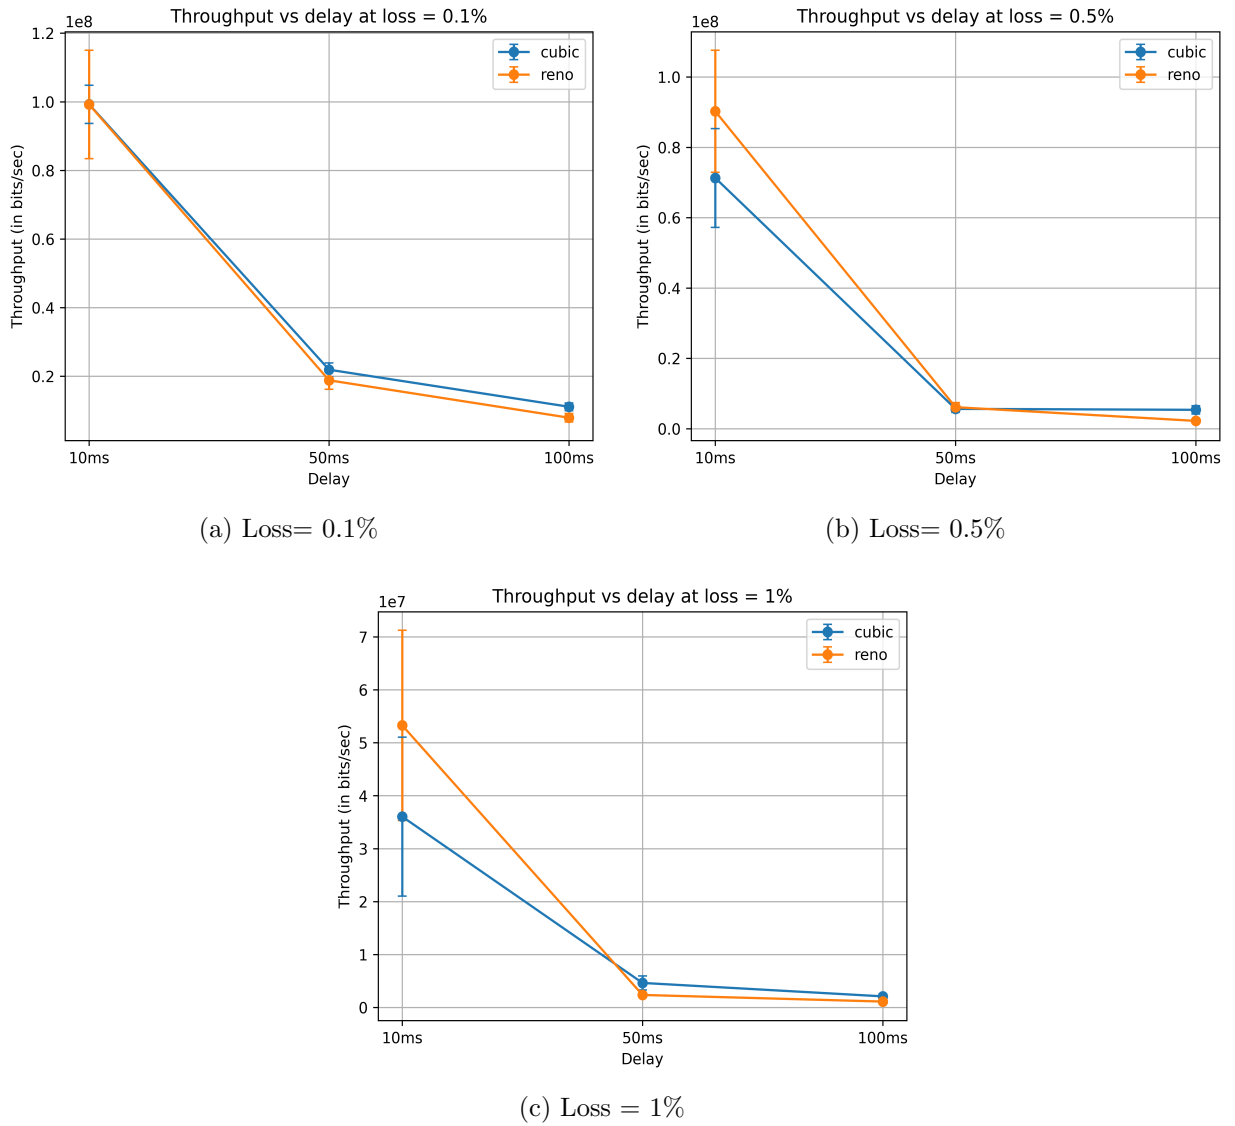 Throughput vs delay at loss = 0.1%
1e8
1.2
1.0
0.8
0.6
0.4
0.2
Throughput (in bits/sec)
cubic
reno
10ms 50ms 100ms
Delay
(a) Loss= 0.1%
Throughput vs delay at loss = 0.5%
1e8
1.0
0.8
0.6
0.4
0.2
0.0
Throughput (in bits/sec)
cubic
reno
10ms 50ms 100ms
Delay
(b) Loss= 0.5%
Throughput vs delay at loss = 1%
1e7
7
6
5
4
3
2
1
0
Throughput (in bits/sec)
cubic
reno
10ms 50ms 100ms
Delay
(c) Loss = 1%